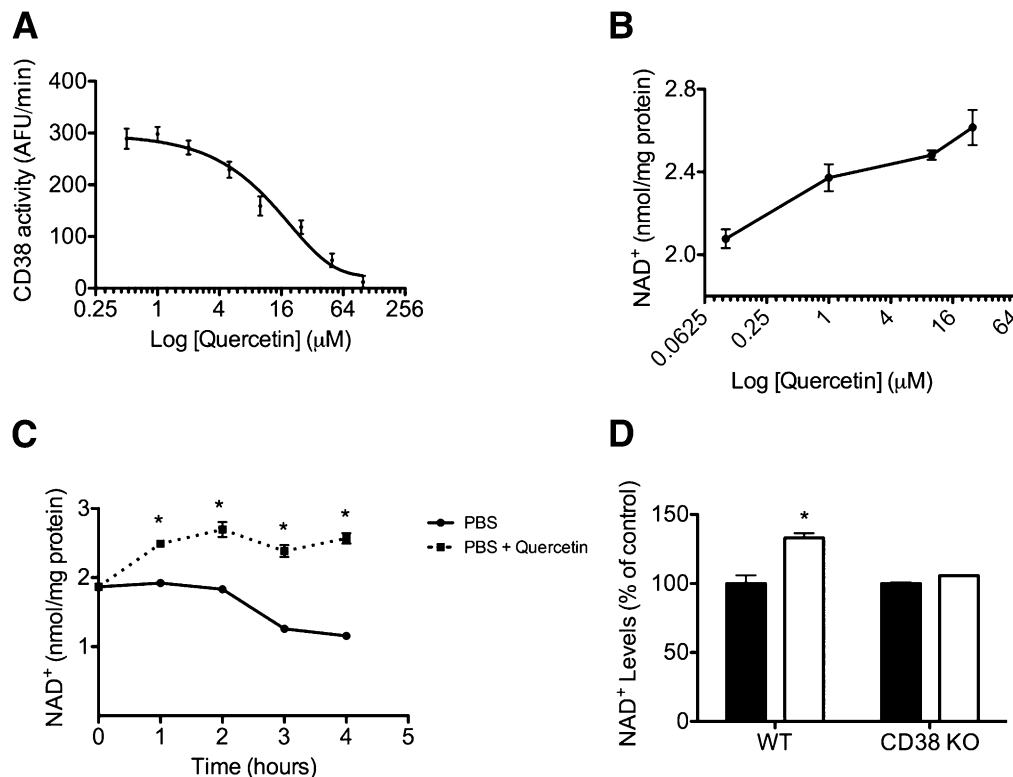 A
CD38 activity (AFU/min)
400
300
200
100
0
0.25 1 4 16 64 256
Log [Quercetin] (μM)
B
NAD+ (nmol/mg protein)
2.8
2.4
2.0
0.0625 0.25 1 4 16 64
Log [Quercetin] (μM)
C
NAD+ (nmol/mg protein)
3
2
1
* * * *
0 1 2 3 4 5
Time (hours)
PBS
PBS + Quercetin
D
NAD+ Levels (% of control)
150
100
50
0
*
WT CD38 KO